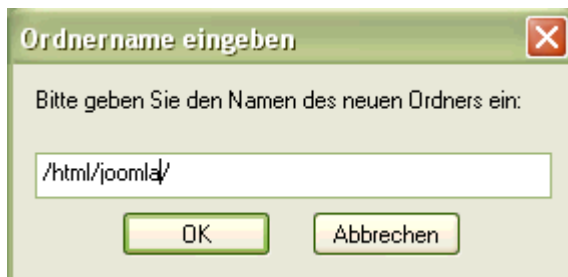 Ordnername eingeben
Bitte geben Sie den Namen des neuen Ordners ein:
/html/joomla/
OK Abbrechen